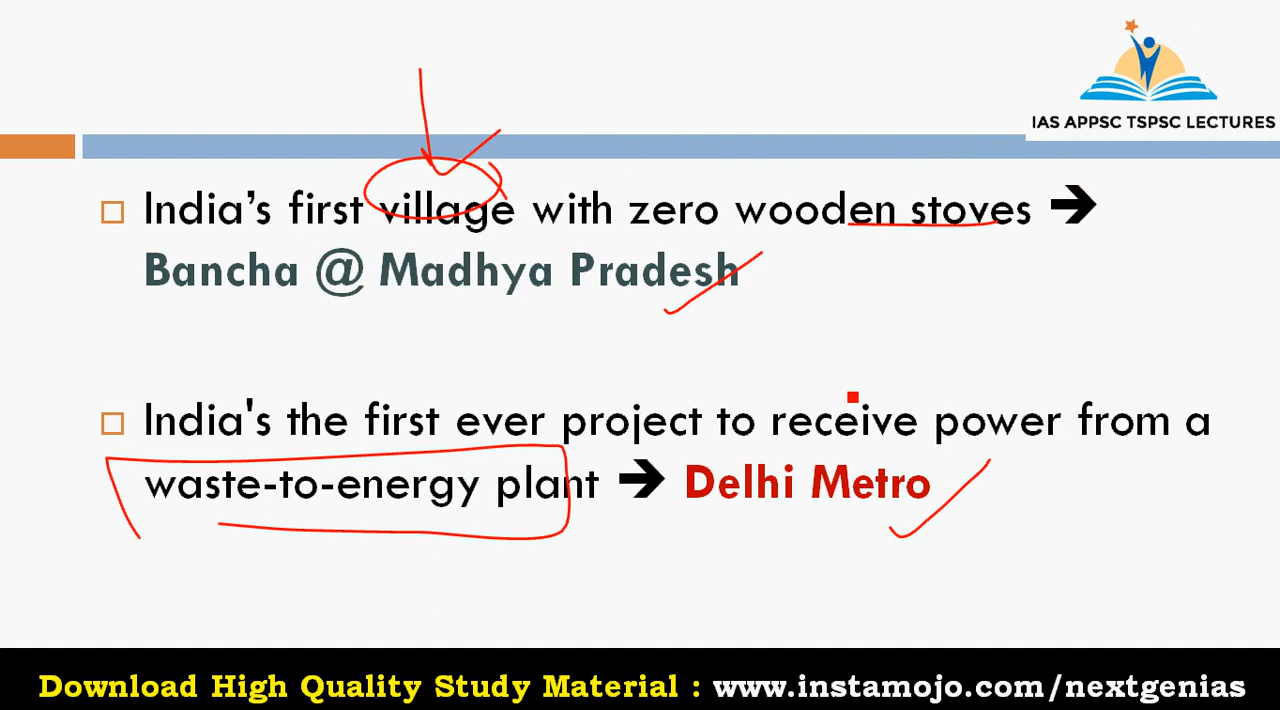 IAS APPSC TSPSC LECTURES
India’s first village with zero wooden stoves ➔
Bancha @ Madhya Pradesh
India's the first ever project to receive power from a
waste-to-energy plant ➔ Delhi Metro
Download High Quality Study Material : www.instamojo.com/nextgenias